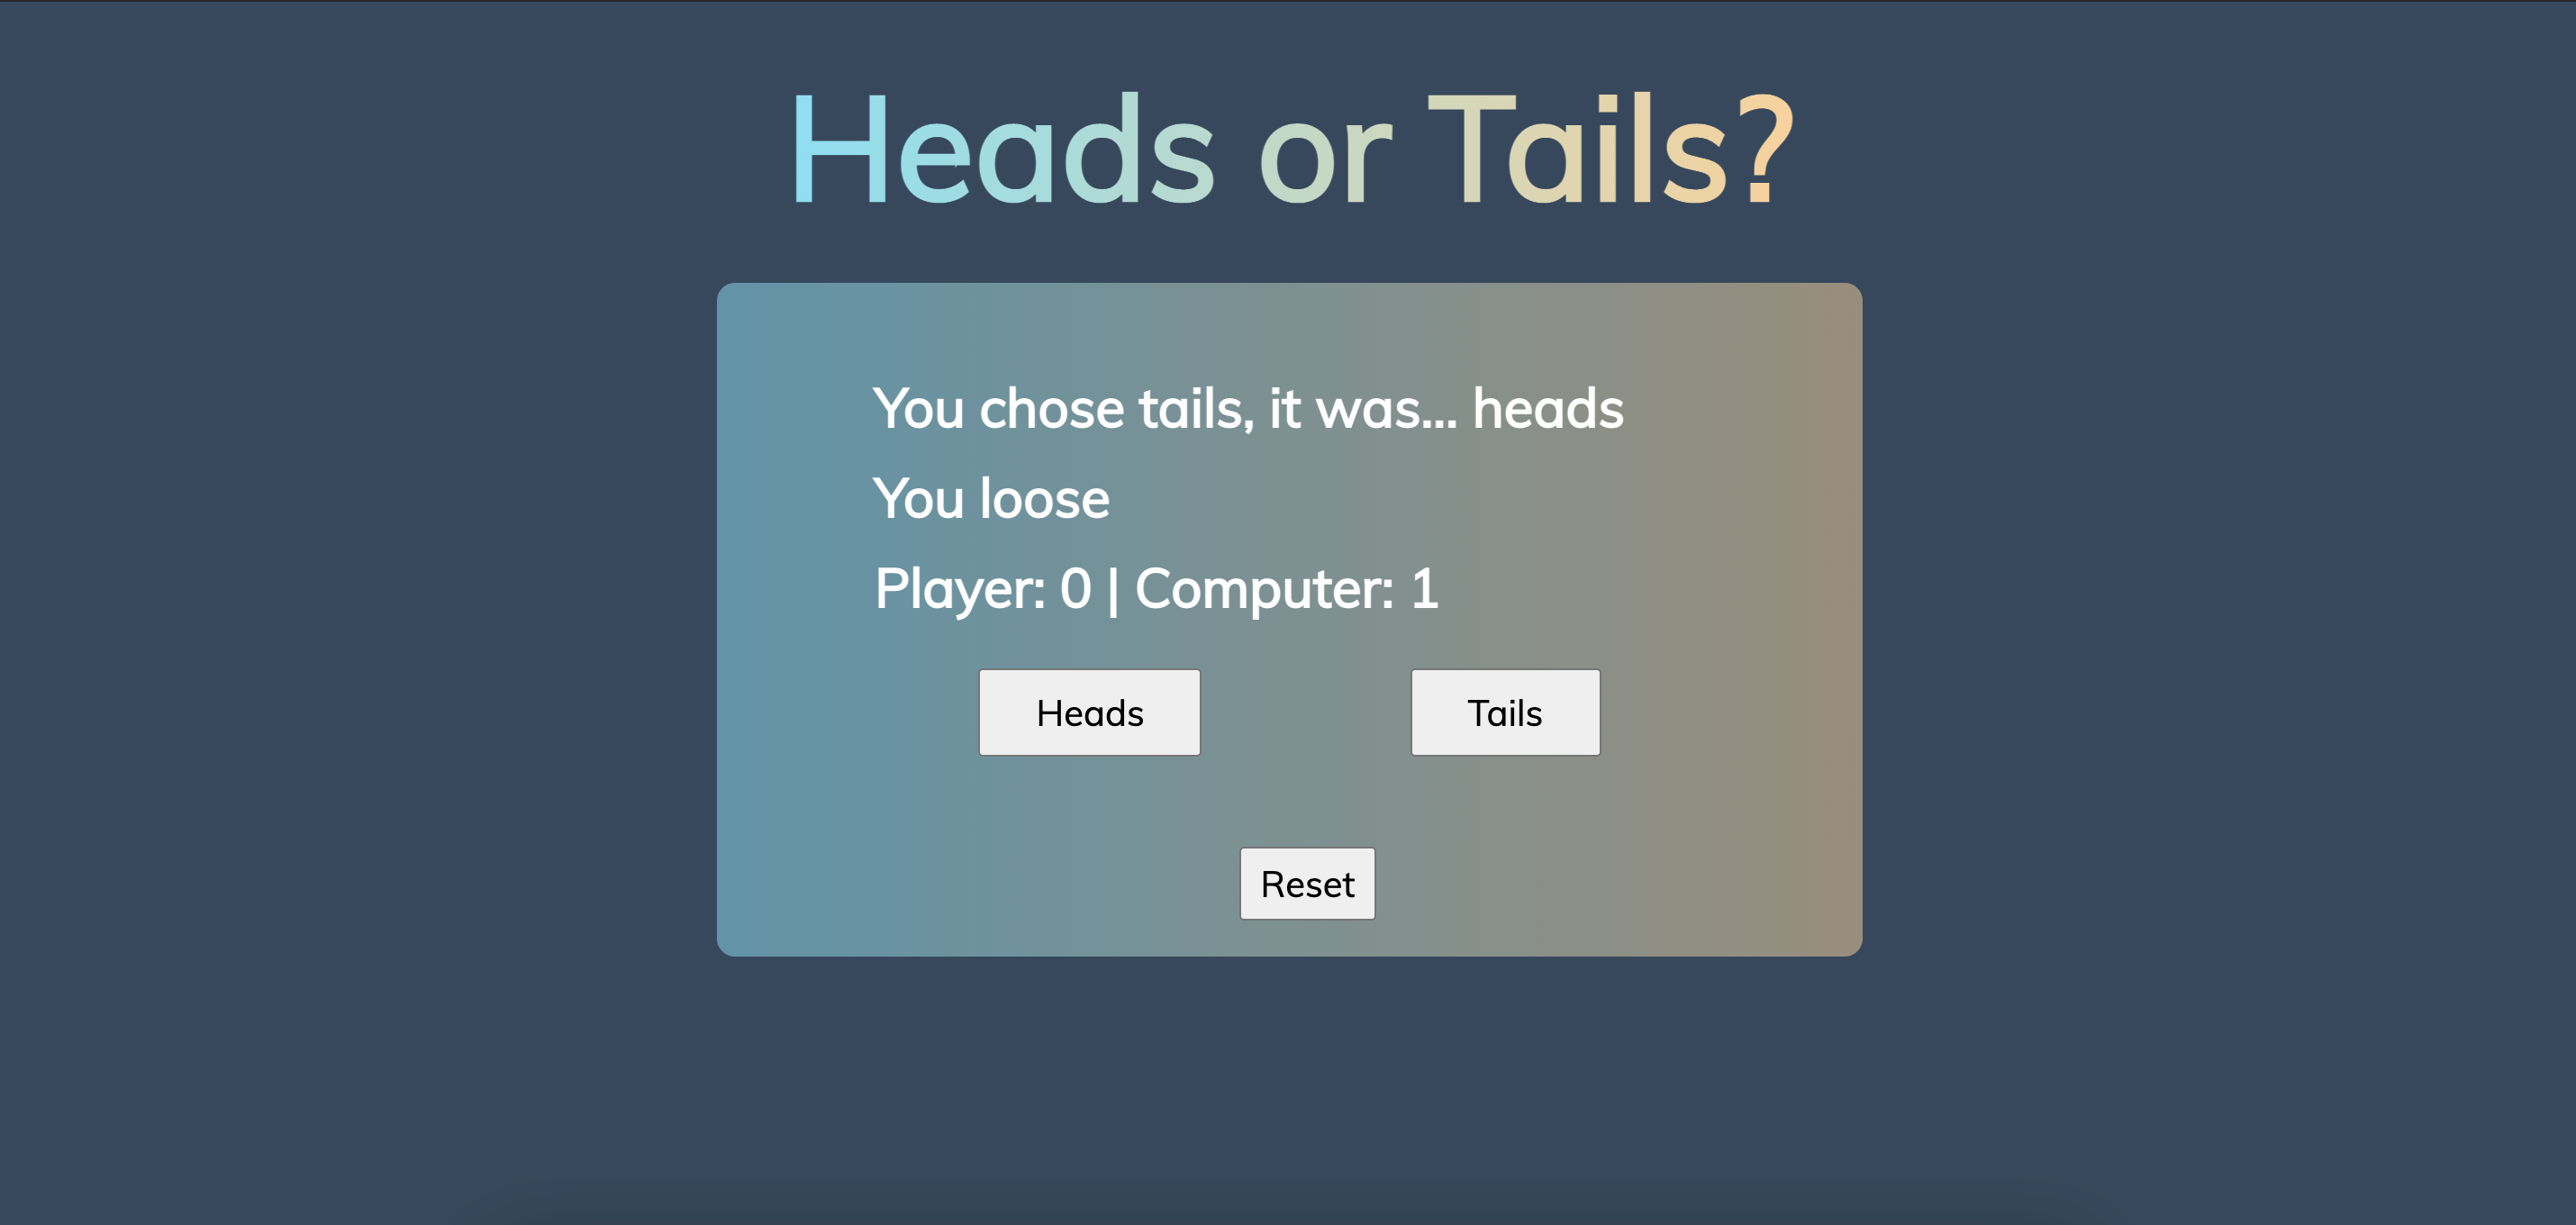 Heads or Tails?
You chose tails, it was... heads
You loose
Player: 0 | Computer: 1
Heads Tails
Reset